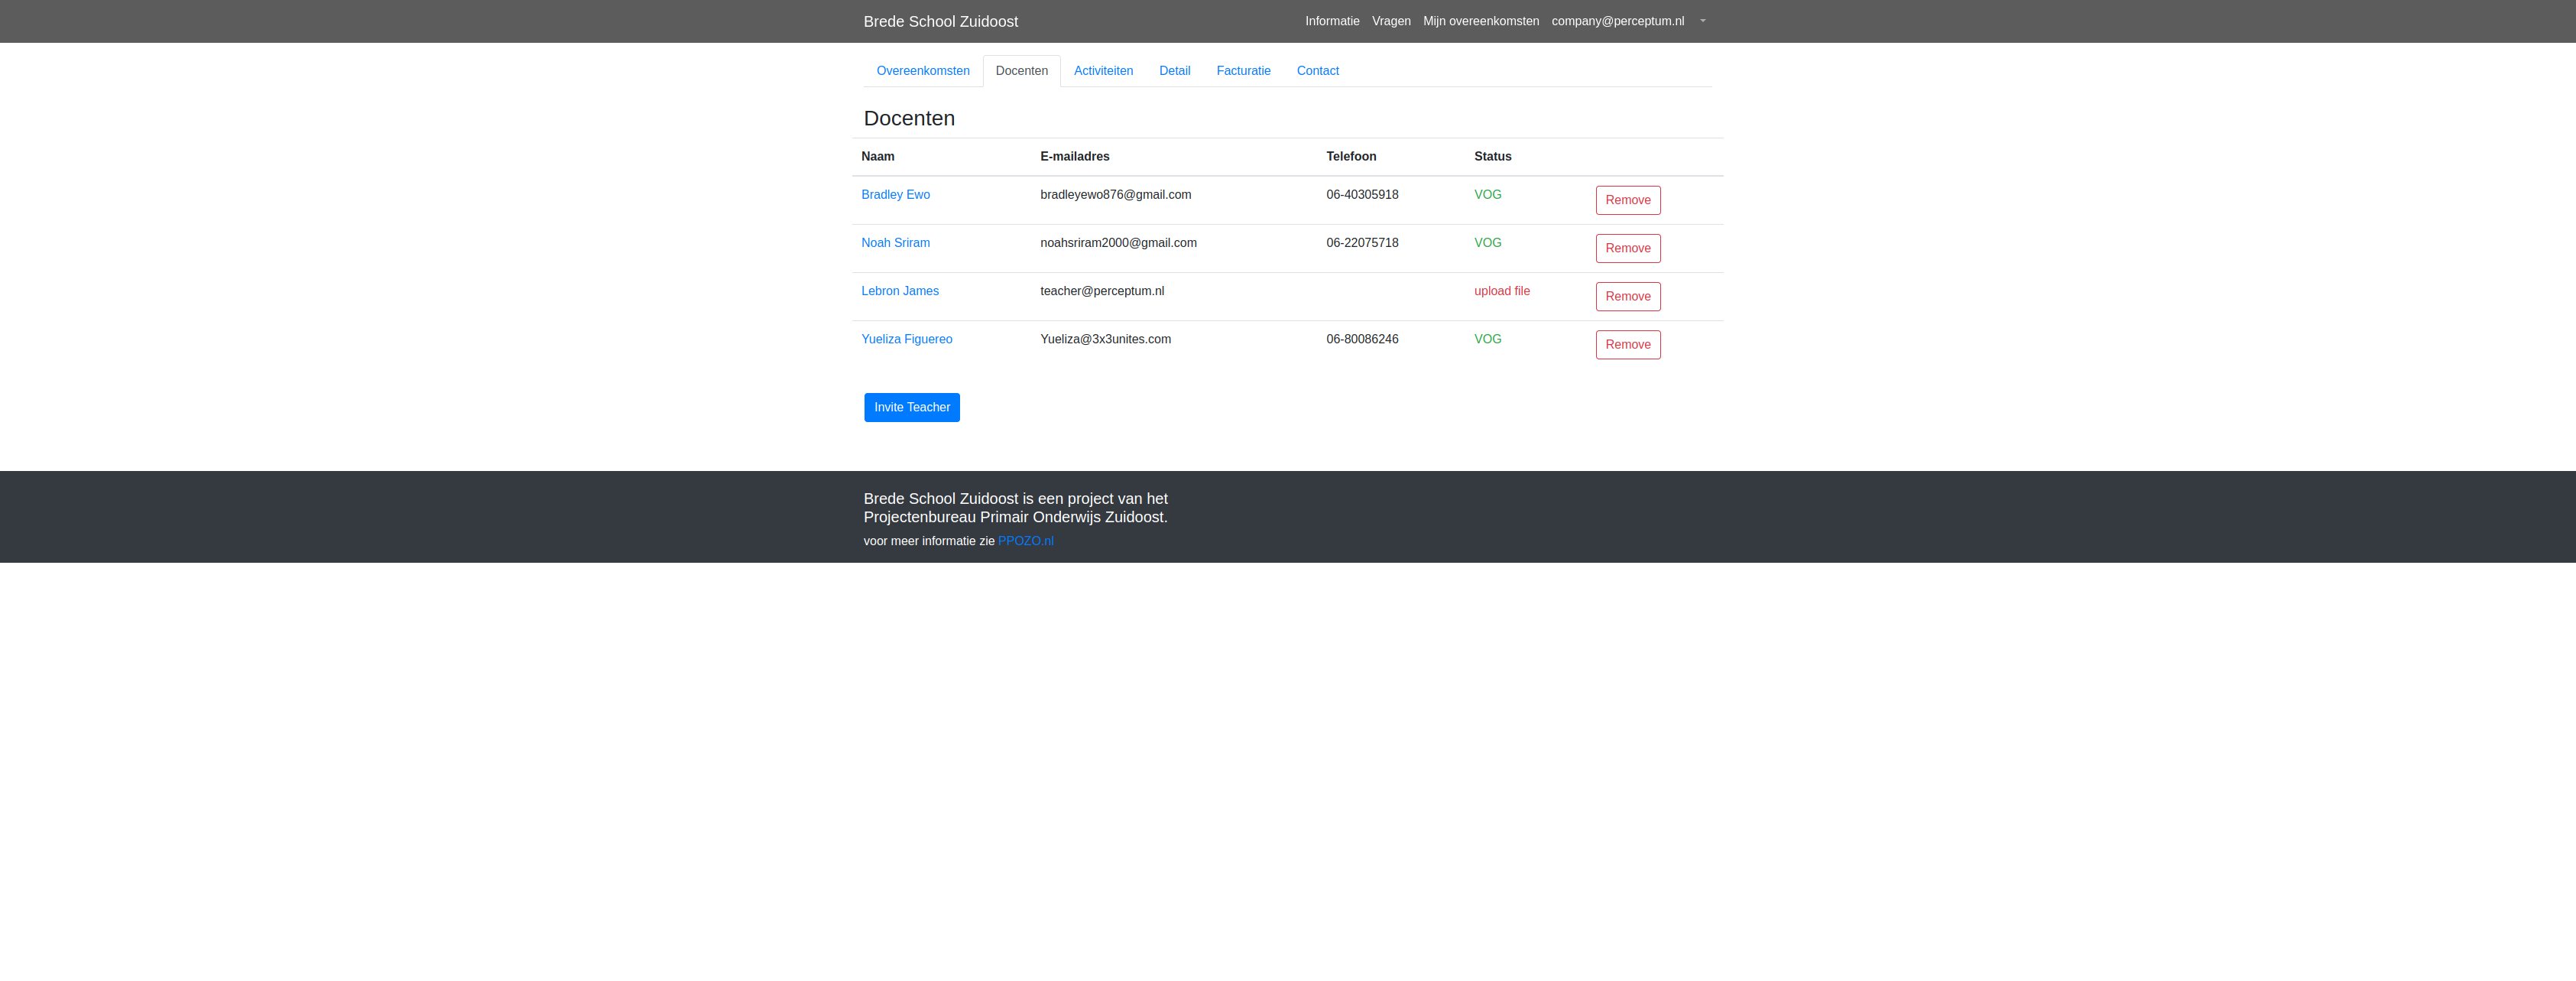 Brede School Zuidoost Informatie Vragen Mijn overeenkomsten company@perceptum.nl
Overeenkomsten Docenten Activiteiten Detail Facturatie Contact
Docenten
Naam E-mailadres Telefoon Status
Bradley Ewo bradleyewo876@gmail.com 06-40305918 VOG Remove
Noah Sriram noahsriram2000@gmail.com 06-22075718 VOG Remove
Lebron James teacher@perceptum.nl upload file Remove
Yueliza Figuereo Yueliza@3x3unites.com 06-80086246 VOG Remove
Invite Teacher
Brede School Zuidoost is een project van het
Projectenbureau Primair Onderwijs Zuidoost.
voor meer informatie zie PPOZO.nl